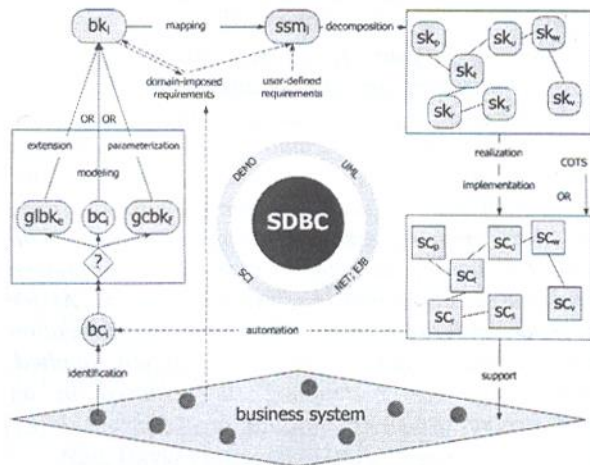 bk_i
mapping
ssm_j
decomposition
sk_p
sk_t
sk_u
sk_w
sk_r
sk_s
sk_v
domain-imposed
requirements
user-defined
requirements
OR
OR
extension
parameterization
modeling
glbk_e
bc_i
gcbk_f
?
bc_i
identification
DEMO
UML
SDBC
SCI
.NET; EJB
realization
implementation
COTS
OR
sc_p
sc_t
sc_u
sc_w
sc_r
sc_s
sc_v
automation
support
business system